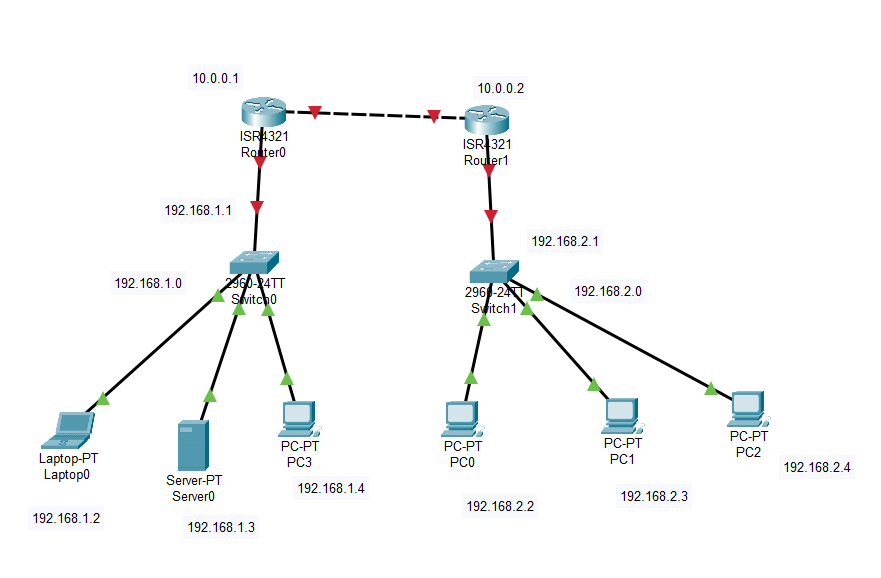 10.0.0.1
10.0.0.2
ISR4321
Router0
ISR4321
Router1
192.168.1.1
192.168.2.1
192.168.1.0
2960-24TT
Switch0
2960-24TT
Switch1
192.168.2.0
Laptop-PT
Laptop0
Server-PT
Server0
PC-PT
PC3
PC-PT
PC0
PC-PT
PC1
PC-PT
PC2
192.168.1.2
192.168.1.3
192.168.1.4
192.168.2.2
192.168.2.3
192.168.2.4